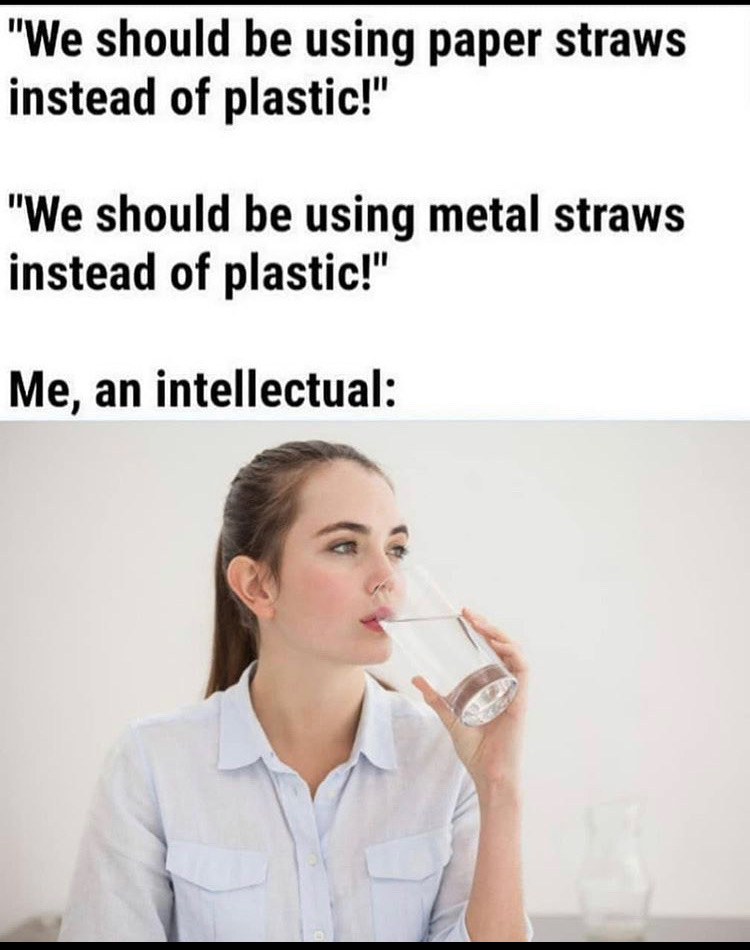 "We should be using paper straws
instead of plastic!"
"We should be using metal straws
instead of plastic!"
Me, an intellectual: